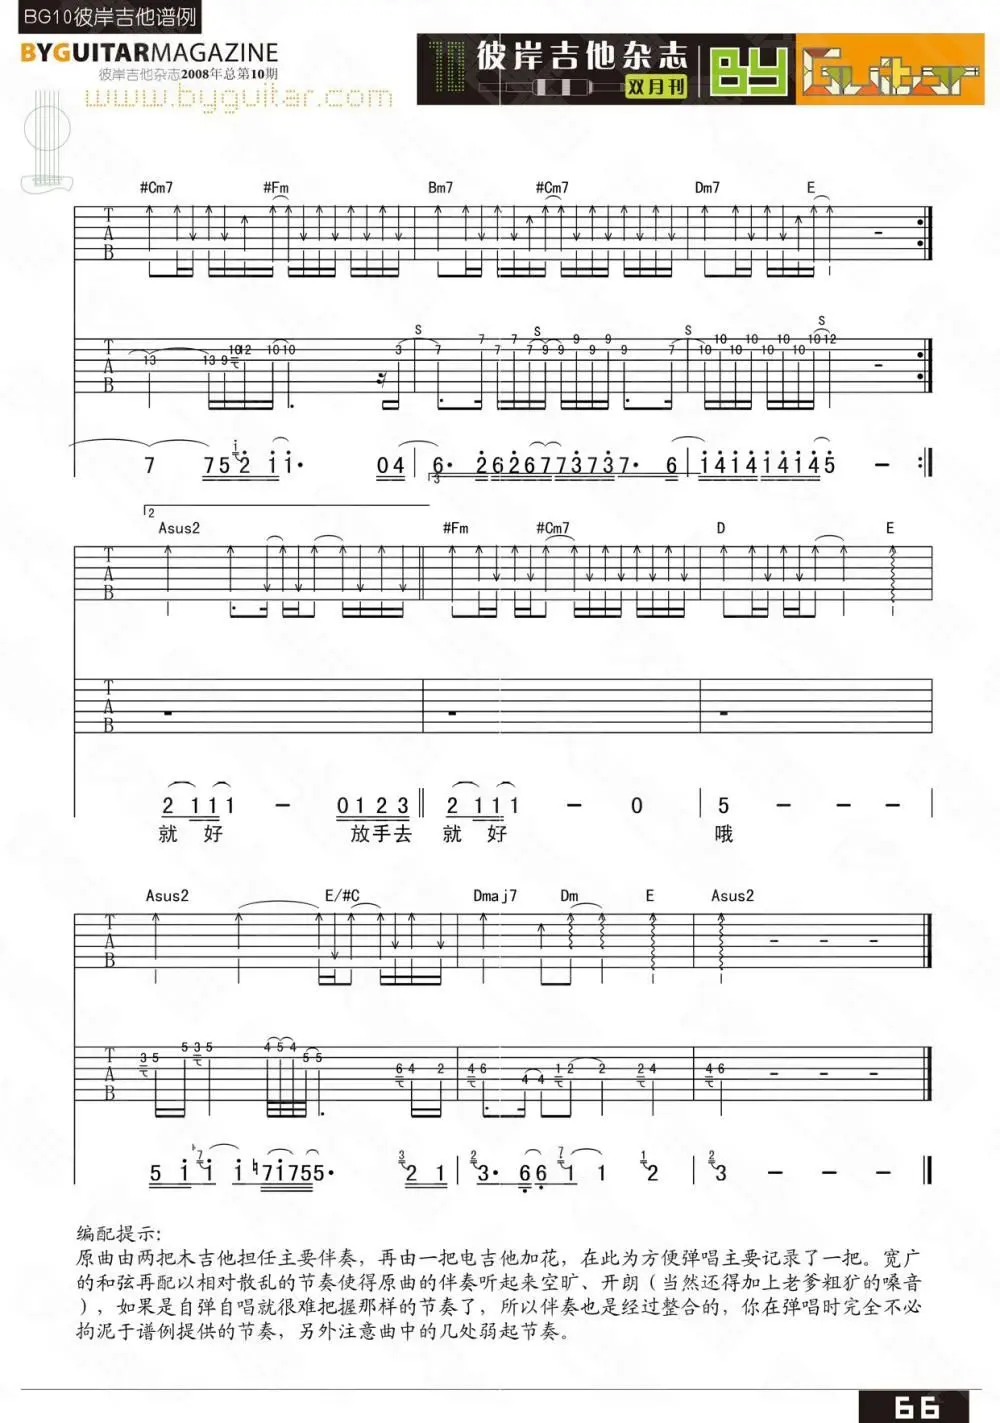 BG10彼岸吉他谱例
BYGUITARMAGAZINE
彼岸吉他杂志2008年总第10期
www.byguitar.com
10 彼岸吉他杂志 双月刊 BY Guitar
#Cm7 #Fm Bm7 #Cm7 Dm7 E
T
A
B
S S S
13 13 9 10 12 10 10 3 7 7 7 7 7 9 9 9 9 9 9 7 10 10 10 10 10 10 10 10 12
T
A
B
7 7 5 2 1 1· 0 4 6· 2 6 2 6 7 7 3 7 3 7· 6 1 4 1 4 1 4 1 4 5 —
3
2
Asus2 #Fm #Cm7 D E
T
A
B
T
A
B
2 1 1 1 — 0 1 2 3 2 1 1 1 — 0 5 — — —
就 好 放手去 就 好 哦
Asus2 E/#C Dmaj7 Dm E Asus2
T
A
B
3 5 5 3 5 4 5 4 5 5 6 4 2 4 6 4 4 1 2 2 2 4 4 6
T
A
B
5 1 7 1 1 7 1 7 5 5· 3 2 1 2 3· 6 6 7 1 1 1 2 2 3 — — —
编配提示:
原曲由两把木吉他担任主要伴奏，再由一把电吉他加花，在此为方便弹唱主要记录了一把。宽广
的和弦再配以相对散乱的节奏使得原曲的伴奏听起来空旷、开朗（当然还得加上老爹粗犷的嗓音
），如果是自弹自唱就很难把握那样的节奏了，所以伴奏也是经过整合的，你在弹唱时完全不必
拘泥于谱例提供的节奏，另外注意曲中的几处弱起节奏。
66